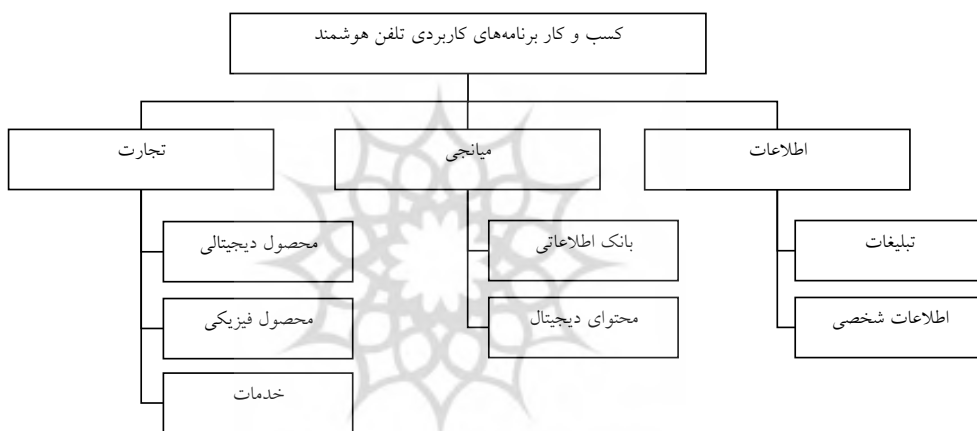 کسب و کار برنامه‌های کاربردی تلفن هوشمند
اطلاعات
میانجی
تجارت
تبلیغات
بانک اطلاعاتی
محصول دیجیتالی
اطلاعات شخصی
محتوای دیجیتال
محصول فیزیکی
خدمات